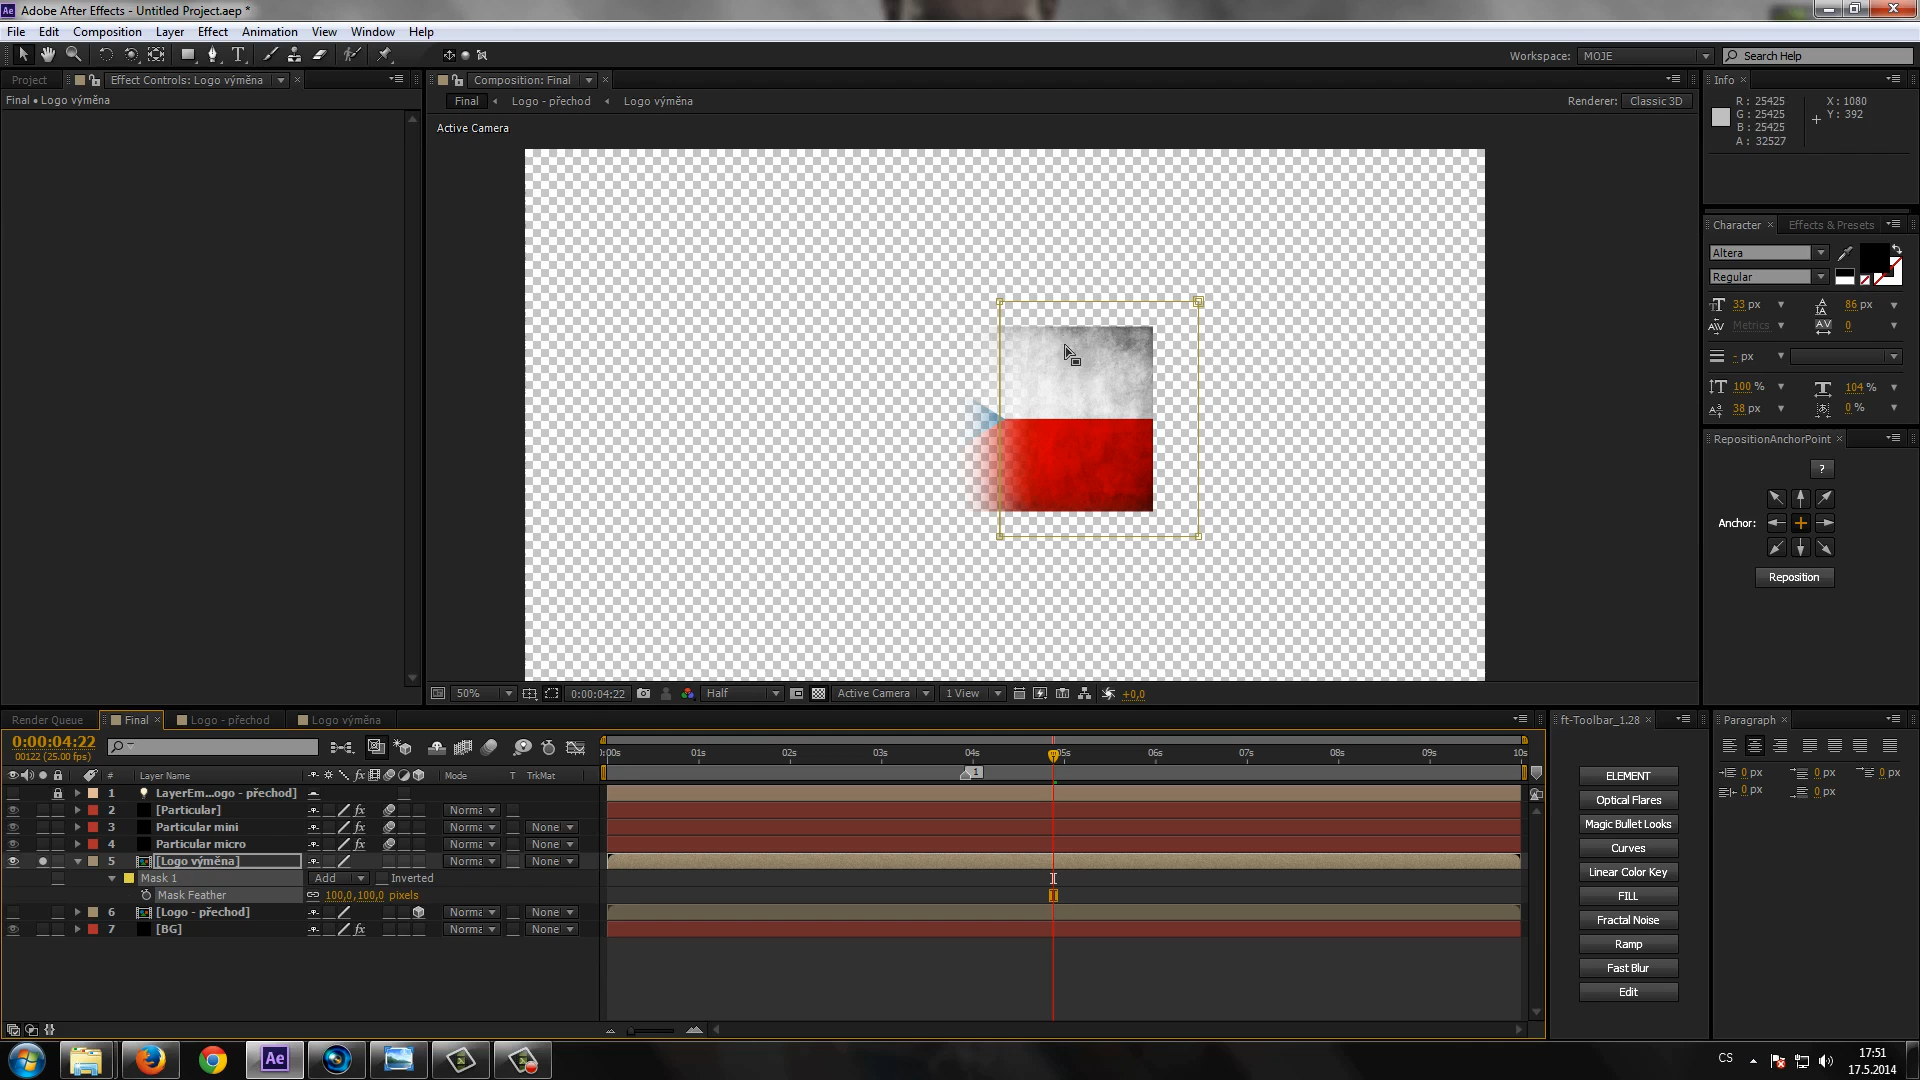 Adobe After Effects - Untitled Project.aep *
File Edit Composition Layer Effect Animation View Window Help
Workspace: MOJE Search Help
Project Effect Controls: Logo výměna Composition: Final Info
Final • Logo výměna
Final Logo - přechod Logo výměna Renderer: Classic 3D
Active Camera
R: 25425 X: 1080
G: 25425 Y: 392
B: 25425
A: 32527
Character Effects & Presets
Altera
Regular
33 px 86 px
Metrics 0
- px
100 % 104 %
38 px 0 %
RepositionAnchorPoint
?
Anchor:
Reposition
50% 0:00:04:22 Half Active Camera 1 View +0,0
Render Queue Final Logo - přechod Logo výměna ft-Toolbar_1.28 Paragraph
0:00:04:22
00122 (25.00 fps)
:00s 01s 02s 03s 04s 05s 06s 07s 08s 09s 10s
1
# Layer Name Mode T TrkMat
1 LayerEm...ogo - přechod]
2 [Particular] Norma
3 Particular mini Norma None
4 Particular micro Norma None
5 [Logo výměna] Norma None
Mask 1 Add Inverted
Mask Feather 100,0,100,0 pixels
6 [Logo - přechod] Norma None
7 [BG] Norma None
ELEMENT
Optical Flares
Magic Bullet Looks
Curves
Linear Color Key
FILL
Fractal Noise
Ramp
Fast Blur
Edit
0 px 0 px 0 px
0 px 0 px
CS 17:51
17.5.2014